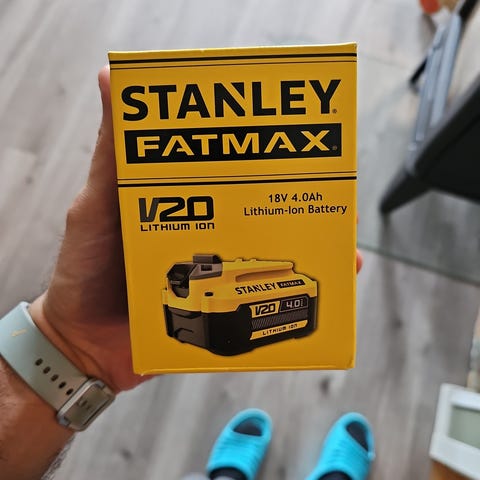 STANLEY®
FATMAX®
V20
LITHIUM ION
18V 4.0Ah
Lithium-Ion Battery
STANLEY FATMAX
V20 4.0
LITHIUM ION